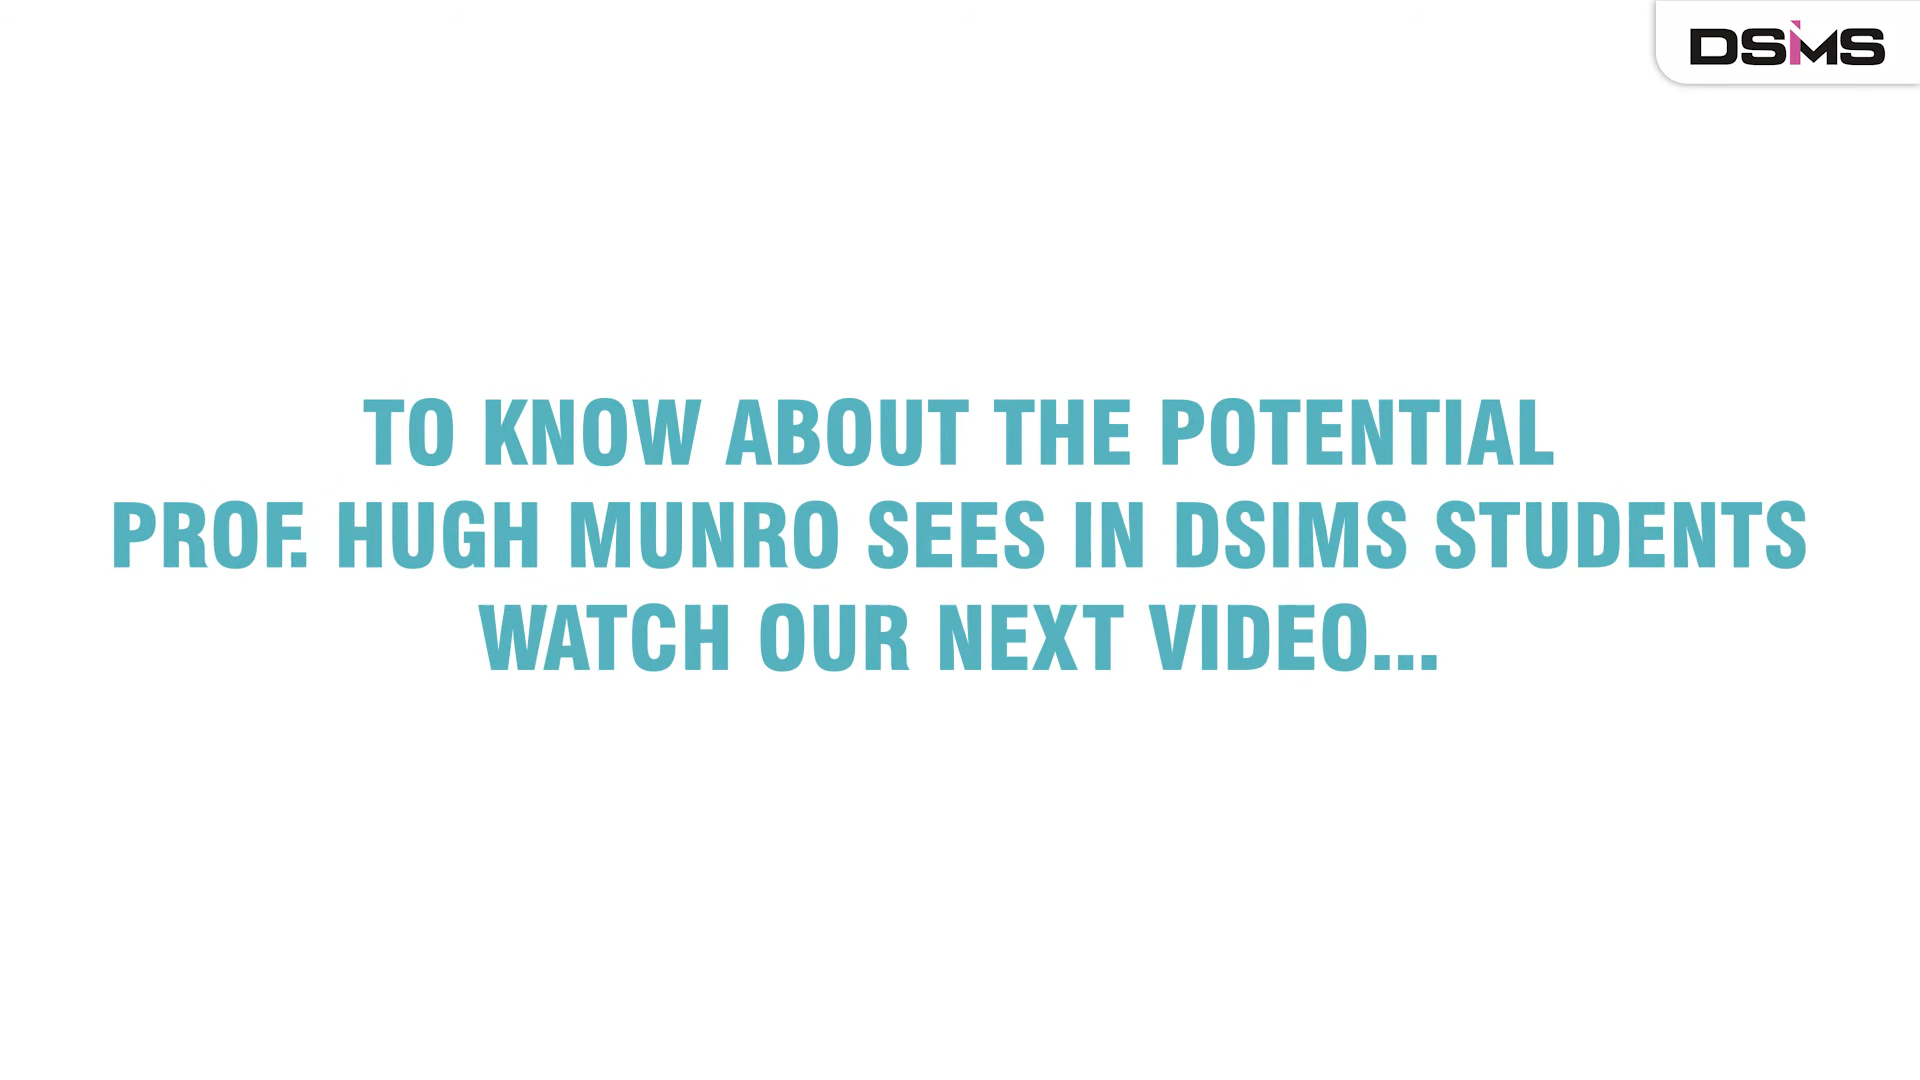 DSiMS
TO KNOW ABOUT THE POTENTIAL
PROF. HUGH MUNRO SEES IN DSIMS STUDENTS
WATCH OUR NEXT VIDEO...